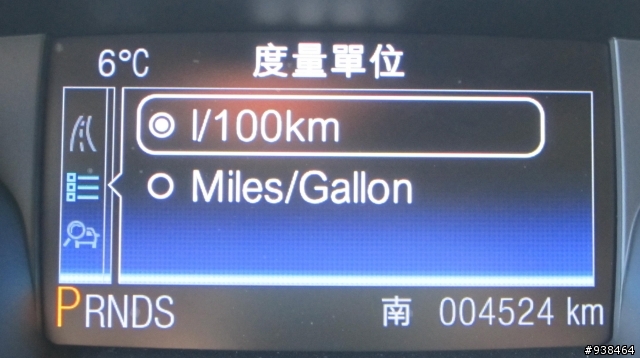 6°C 度量單位
l/100km
Miles/Gallon
PRNDS 南 004524 km
#938464